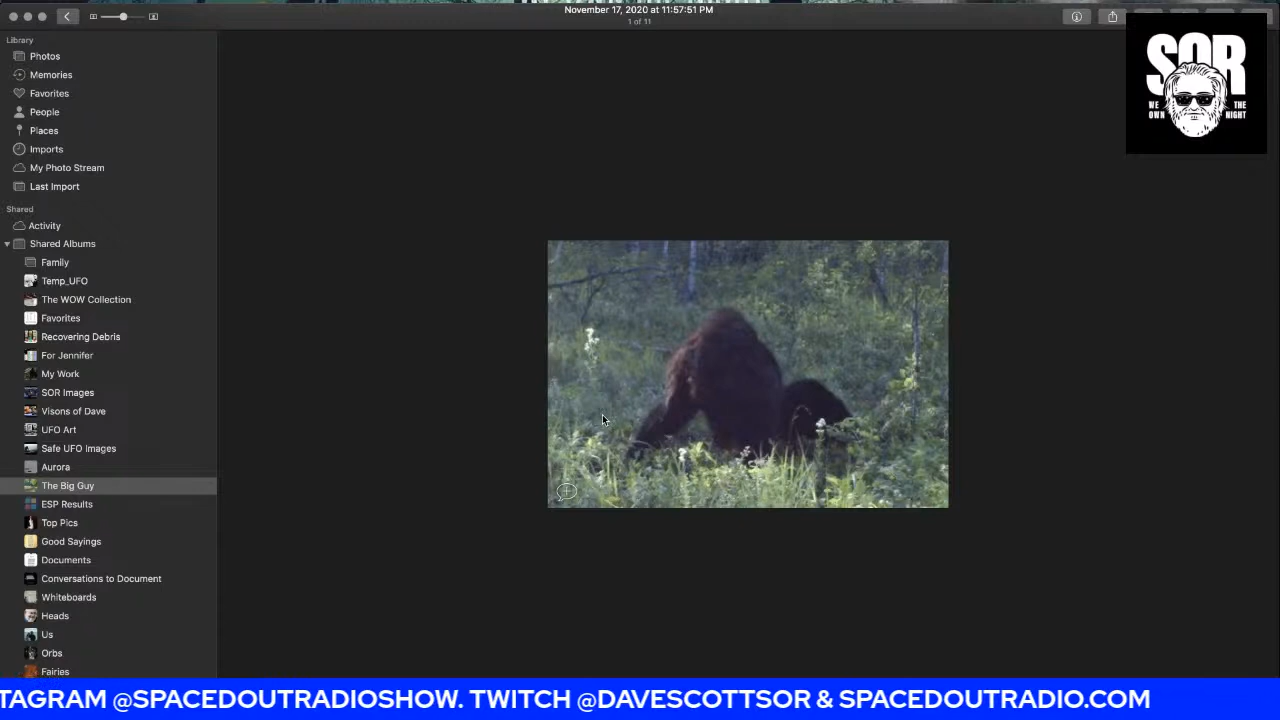 November 17, 2020 at 11:57:51 PM
1 of 11
SOR
WE OWN THE NIGHT
Library
Photos
Memories
Favorites
People
Places
Imports
My Photo Stream
Last Import
Shared
Activity
Shared Albums
Family
Temp_UFO
The WOW Collection
Favorites
Recovering Debris
For Jennifer
My Work
SOR Images
Visons of Dave
UFO Art
Safe UFO Images
Aurora
The Big Guy
ESP Results
Top Pics
Good Sayings
Documents
Conversations to Document
Whiteboards
Heads
Us
Orbs
Fairies
TAGRAM @SPACEDOUTRADIOSHOW. TWITCH @DAVESCOTTSOR & SPACEDOUTRADIO.COM